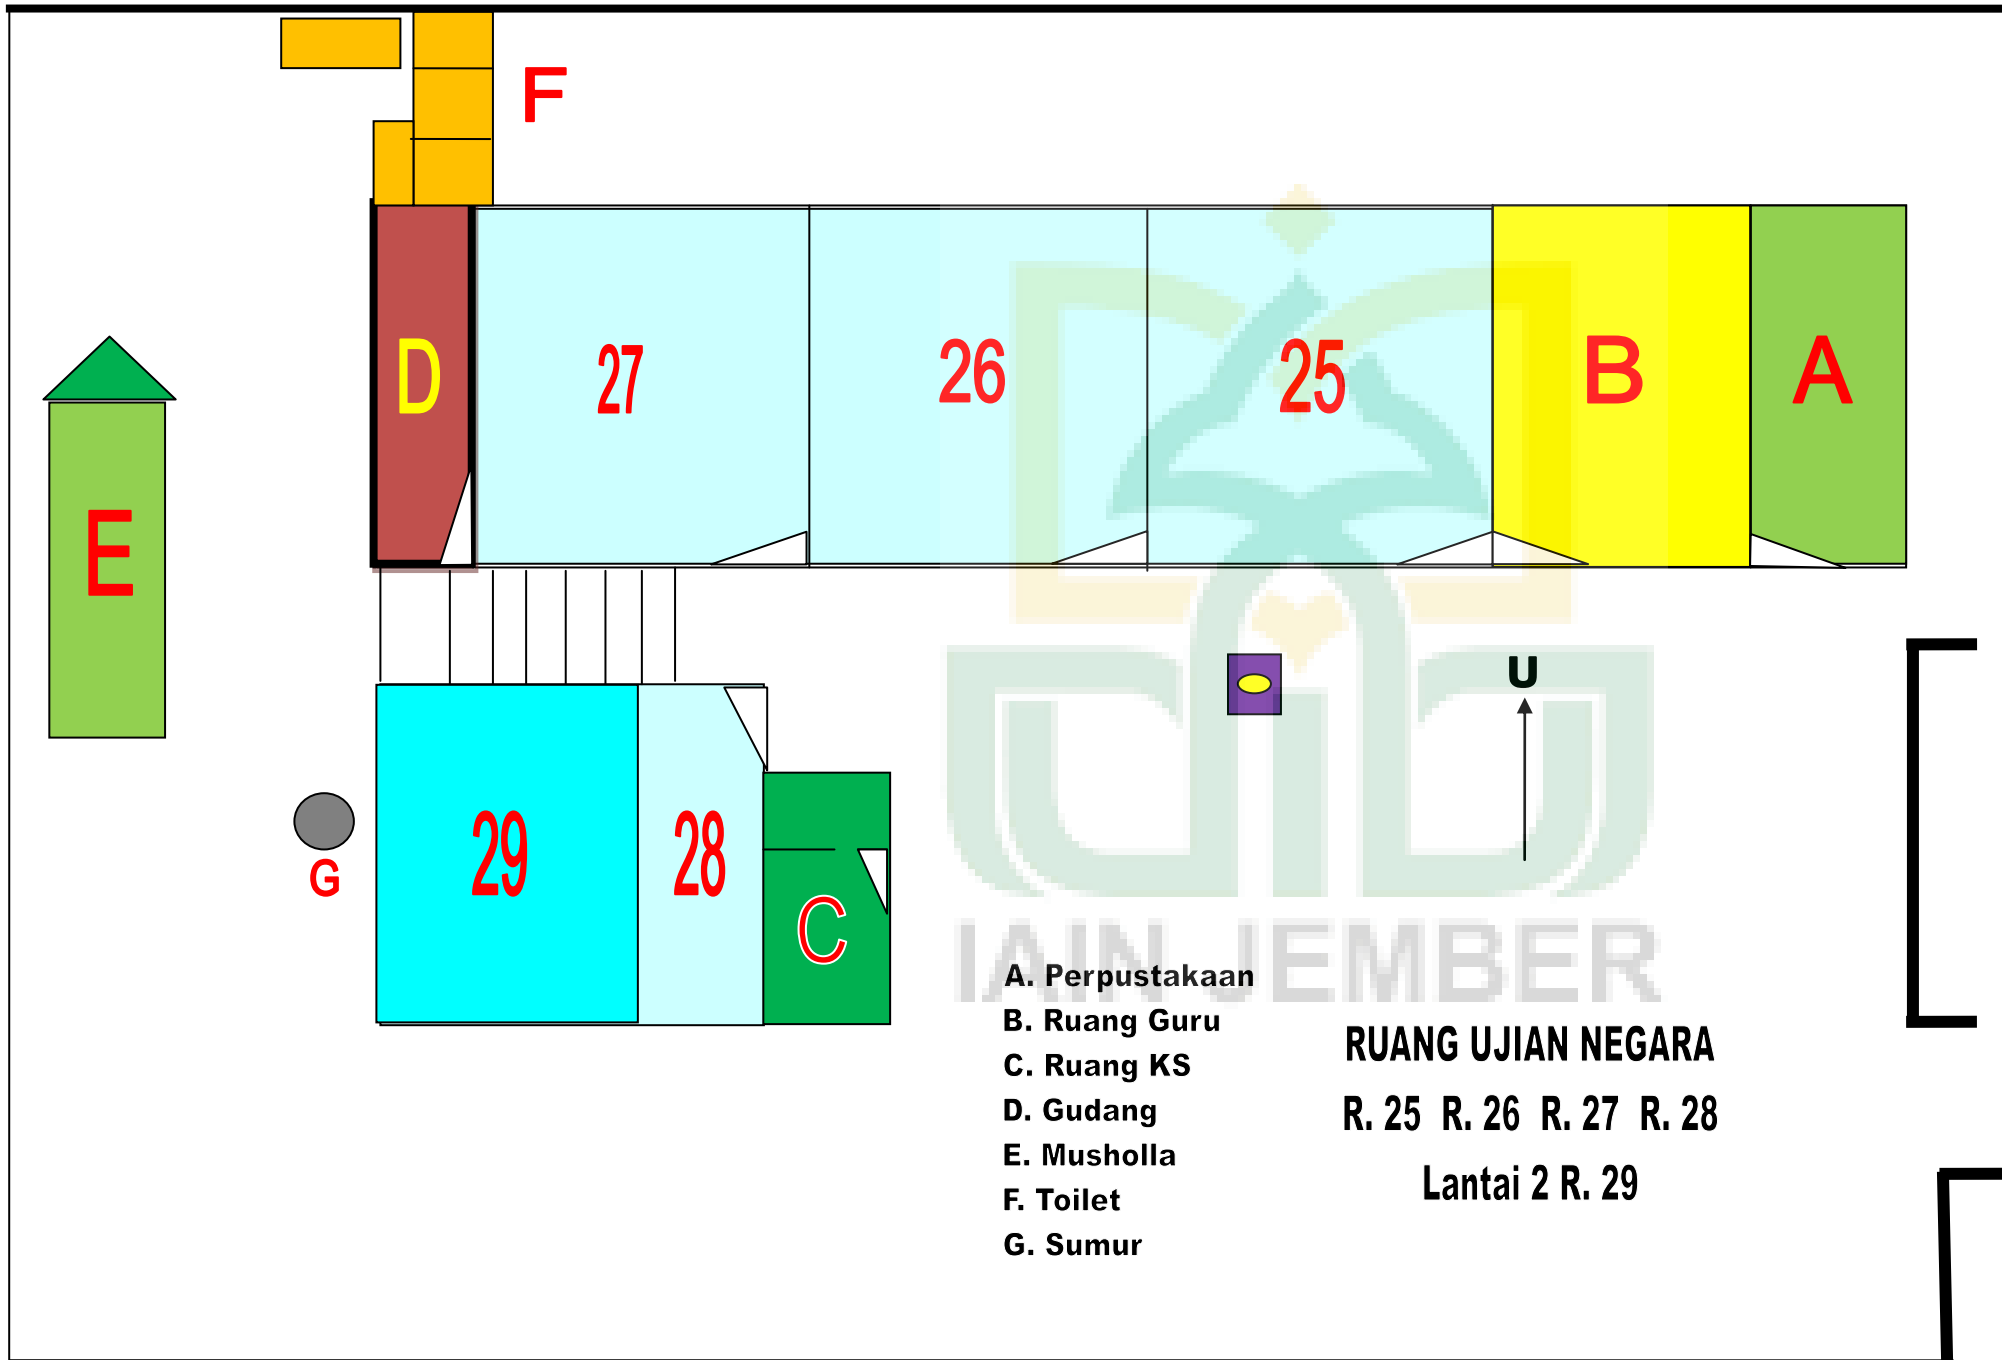 F
D
27
26
25
B
A
E
U
29
28
G
C
IAIN JEMBER
A. Perpustakaan
B. Ruang Guru
C. Ruang KS
D. Gudang
E. Musholla
F. Toilet
G. Sumur
RUANG UJIAN NEGARA
R. 25 R. 26 R. 27 R. 28
Lantai 2 R. 29